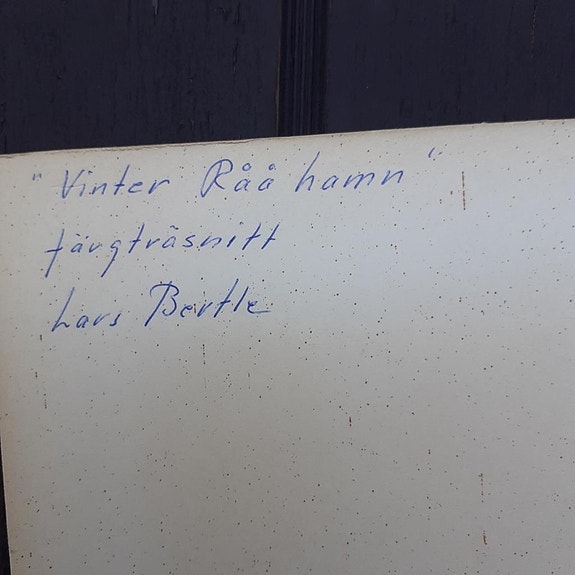 "Vinter Råå hamn"
färgträsnitt
Lars Bertle